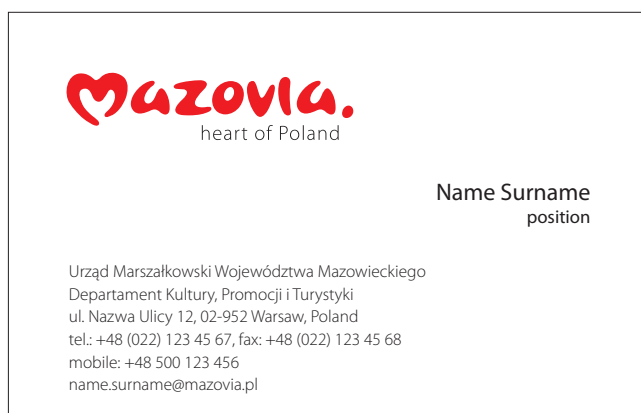 mazovia.
heart of Poland
Name Surname
position
Urząd Marszałkowski Województwa Mazowieckiego
Departament Kultury, Promocji i Turystyki
ul. Nazwa Ulicy 12, 02-952 Warsaw, Poland
tel.: +48 (022) 123 45 67, fax: +48 (022) 123 45 68
mobile: +48 500 123 456
name.surname@mazovia.pl